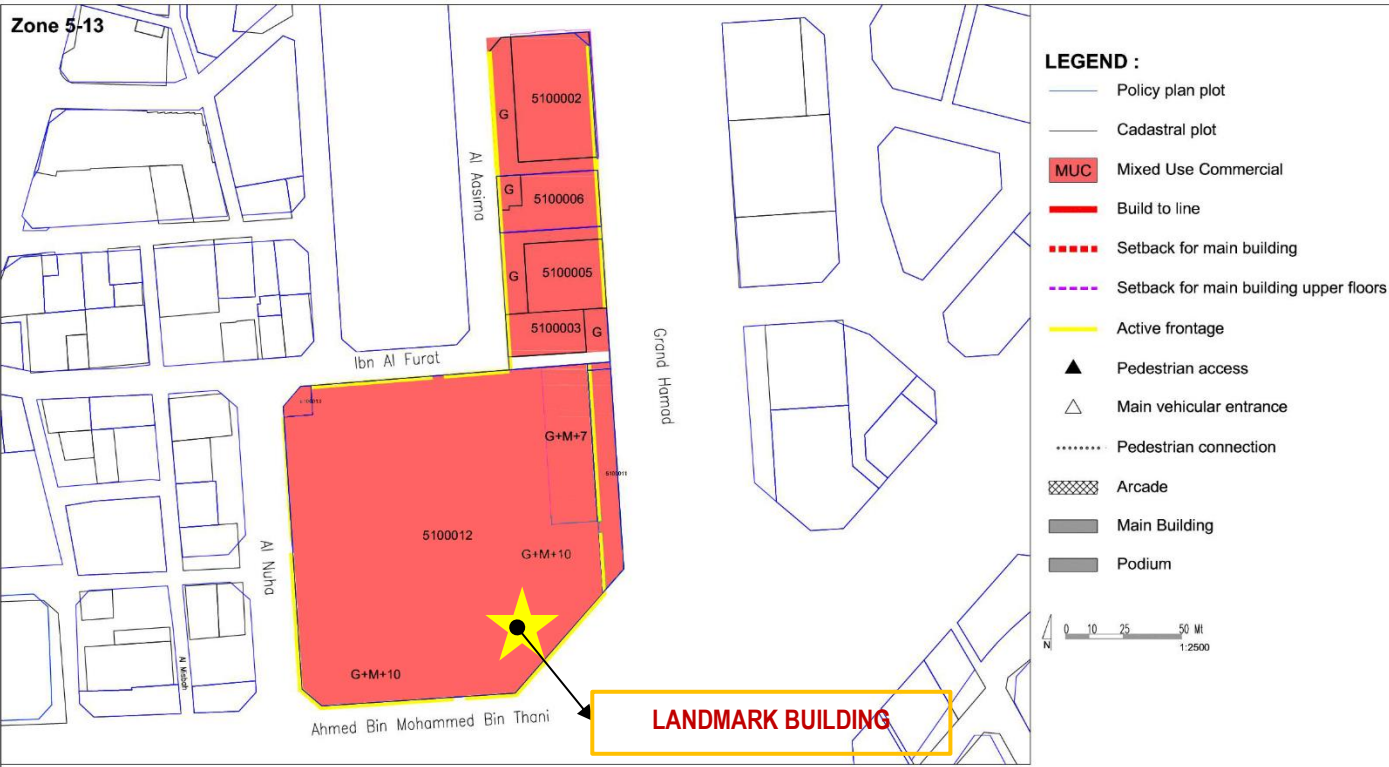 Zone 5-13
5100002
G
Al Aasima
G
5100006
G
5100005
5100003
G
Ibn Al Furat
Grand Hamad
G+M+7
5100012
G+M+10
Al Nuha
G+M+10
Al Misbah
Ahmed Bin Mohammed Bin Thani
LANDMARK BUILDING
LEGEND :
Policy plan plot
Cadastral plot
MUC Mixed Use Commercial
Build to line
Setback for main building
Setback for main building upper floors
Active frontage
Pedestrian access
Main vehicular entrance
Pedestrian connection
Arcade
Main Building
Podium
N
0 10 25 50 Mt
1:2500